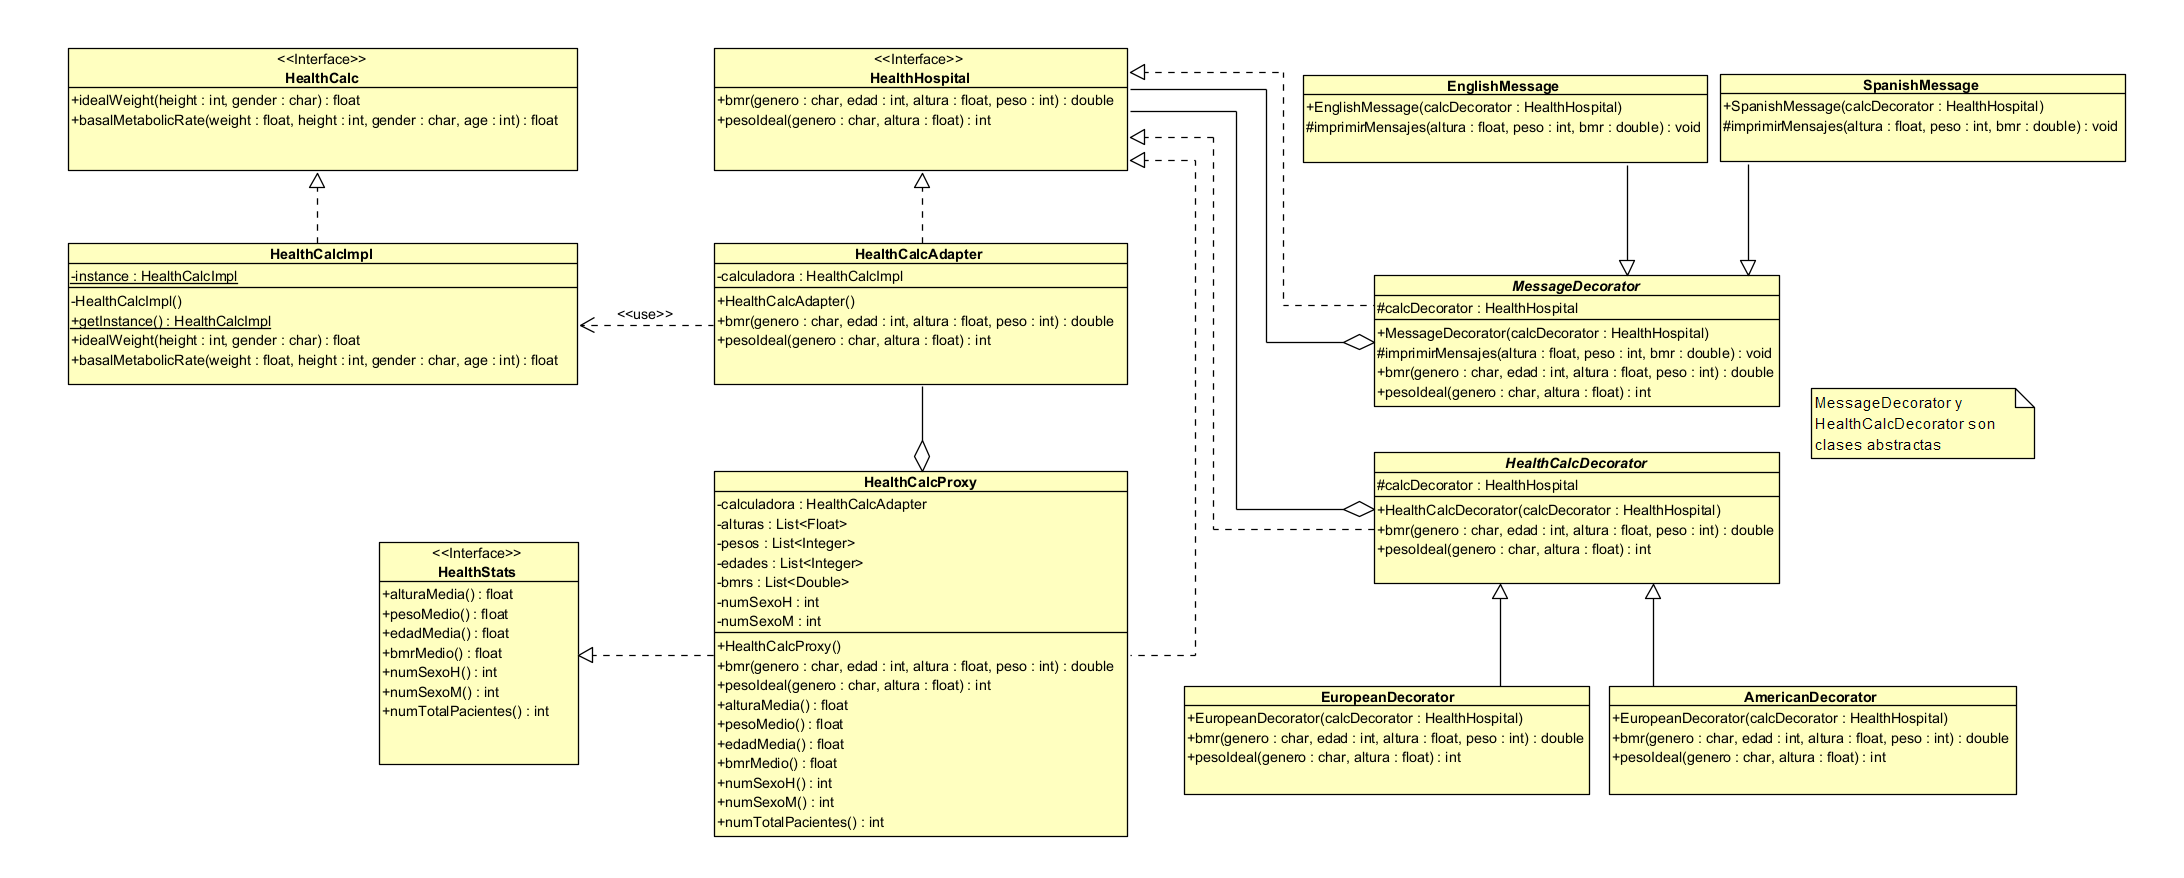 <<Interface>>
HealthCalc
+idealWeight(height : int, gender : char) : float
+basalMetabolicRate(weight : float, height : int, gender : char, age : int) : float
<<Interface>>
HealthHospital
+bmr(genero : char, edad : int, altura : float, peso : int) : double
+pesoIdeal(genero : char, altura : float) : int
EnglishMessage
+EnglishMessage(calcDecorator : HealthHospital)
#imprimirMensajes(altura : float, peso : int, bmr : double) : void
SpanishMessage
+SpanishMessage(calcDecorator : HealthHospital)
#imprimirMensajes(altura : float, peso : int, bmr : double) : void
HealthCalcImpl
-instance : HealthCalcImpl
-HealthCalcImpl()
+getInstance() : HealthCalcImpl
+idealWeight(height : int, gender : char) : float
+basalMetabolicRate(weight : float, height : int, gender : char, age : int) : float
<<use>>
HealthCalcAdapter
-calculadora : HealthCalcImpl
+HealthCalcAdapter()
+bmr(genero : char, edad : int, altura : float, peso : int) : double
+pesoIdeal(genero : char, altura : float) : int
MessageDecorator
#calcDecorator : HealthHospital
+MessageDecorator(calcDecorator : HealthHospital)
#imprimirMensajes(altura : float, peso : int, bmr : double) : void
+bmr(genero : char, edad : int, altura : float, peso : int) : double
+pesoIdeal(genero : char, altura : float) : int
MessageDecorator y
HealthCalcDecorator son
clases abstractas
HealthCalcDecorator
#calcDecorator : HealthHospital
+HealthCalcDecorator(calcDecorator : HealthHospital)
+bmr(genero : char, edad : int, altura : float, peso : int) : double
+pesoIdeal(genero : char, altura : float) : int
<<Interface>>
HealthStats
+alturaMedia() : float
+pesoMedio() : float
+edadMedia() : float
+bmrMedio() : float
+numSexoH() : int
+numSexoM() : int
+numTotalPacientes() : int
HealthCalcProxy
-calculadora : HealthCalcAdapter
-alturas : List<Float>
-pesos : List<Integer>
-edades : List<Integer>
-bmrs : List<Double>
-numSexoH : int
-numSexoM : int
+HealthCalcProxy()
+bmr(genero : char, edad : int, altura : float, peso : int) : double
+pesoIdeal(genero : char, altura : float) : int
+alturaMedia() : float
+pesoMedio() : float
+edadMedia() : float
+bmrMedio() : float
+numSexoH() : int
+numSexoM() : int
+numTotalPacientes() : int
EuropeanDecorator
+EuropeanDecorator(calcDecorator : HealthHospital)
+bmr(genero : char, edad : int, altura : float, peso : int) : double
+pesoIdeal(genero : char, altura : float) : int
AmericanDecorator
+EuropeanDecorator(calcDecorator : HealthHospital)
+bmr(genero : char, edad : int, altura : float, peso : int) : double
+pesoIdeal(genero : char, altura : float) : int